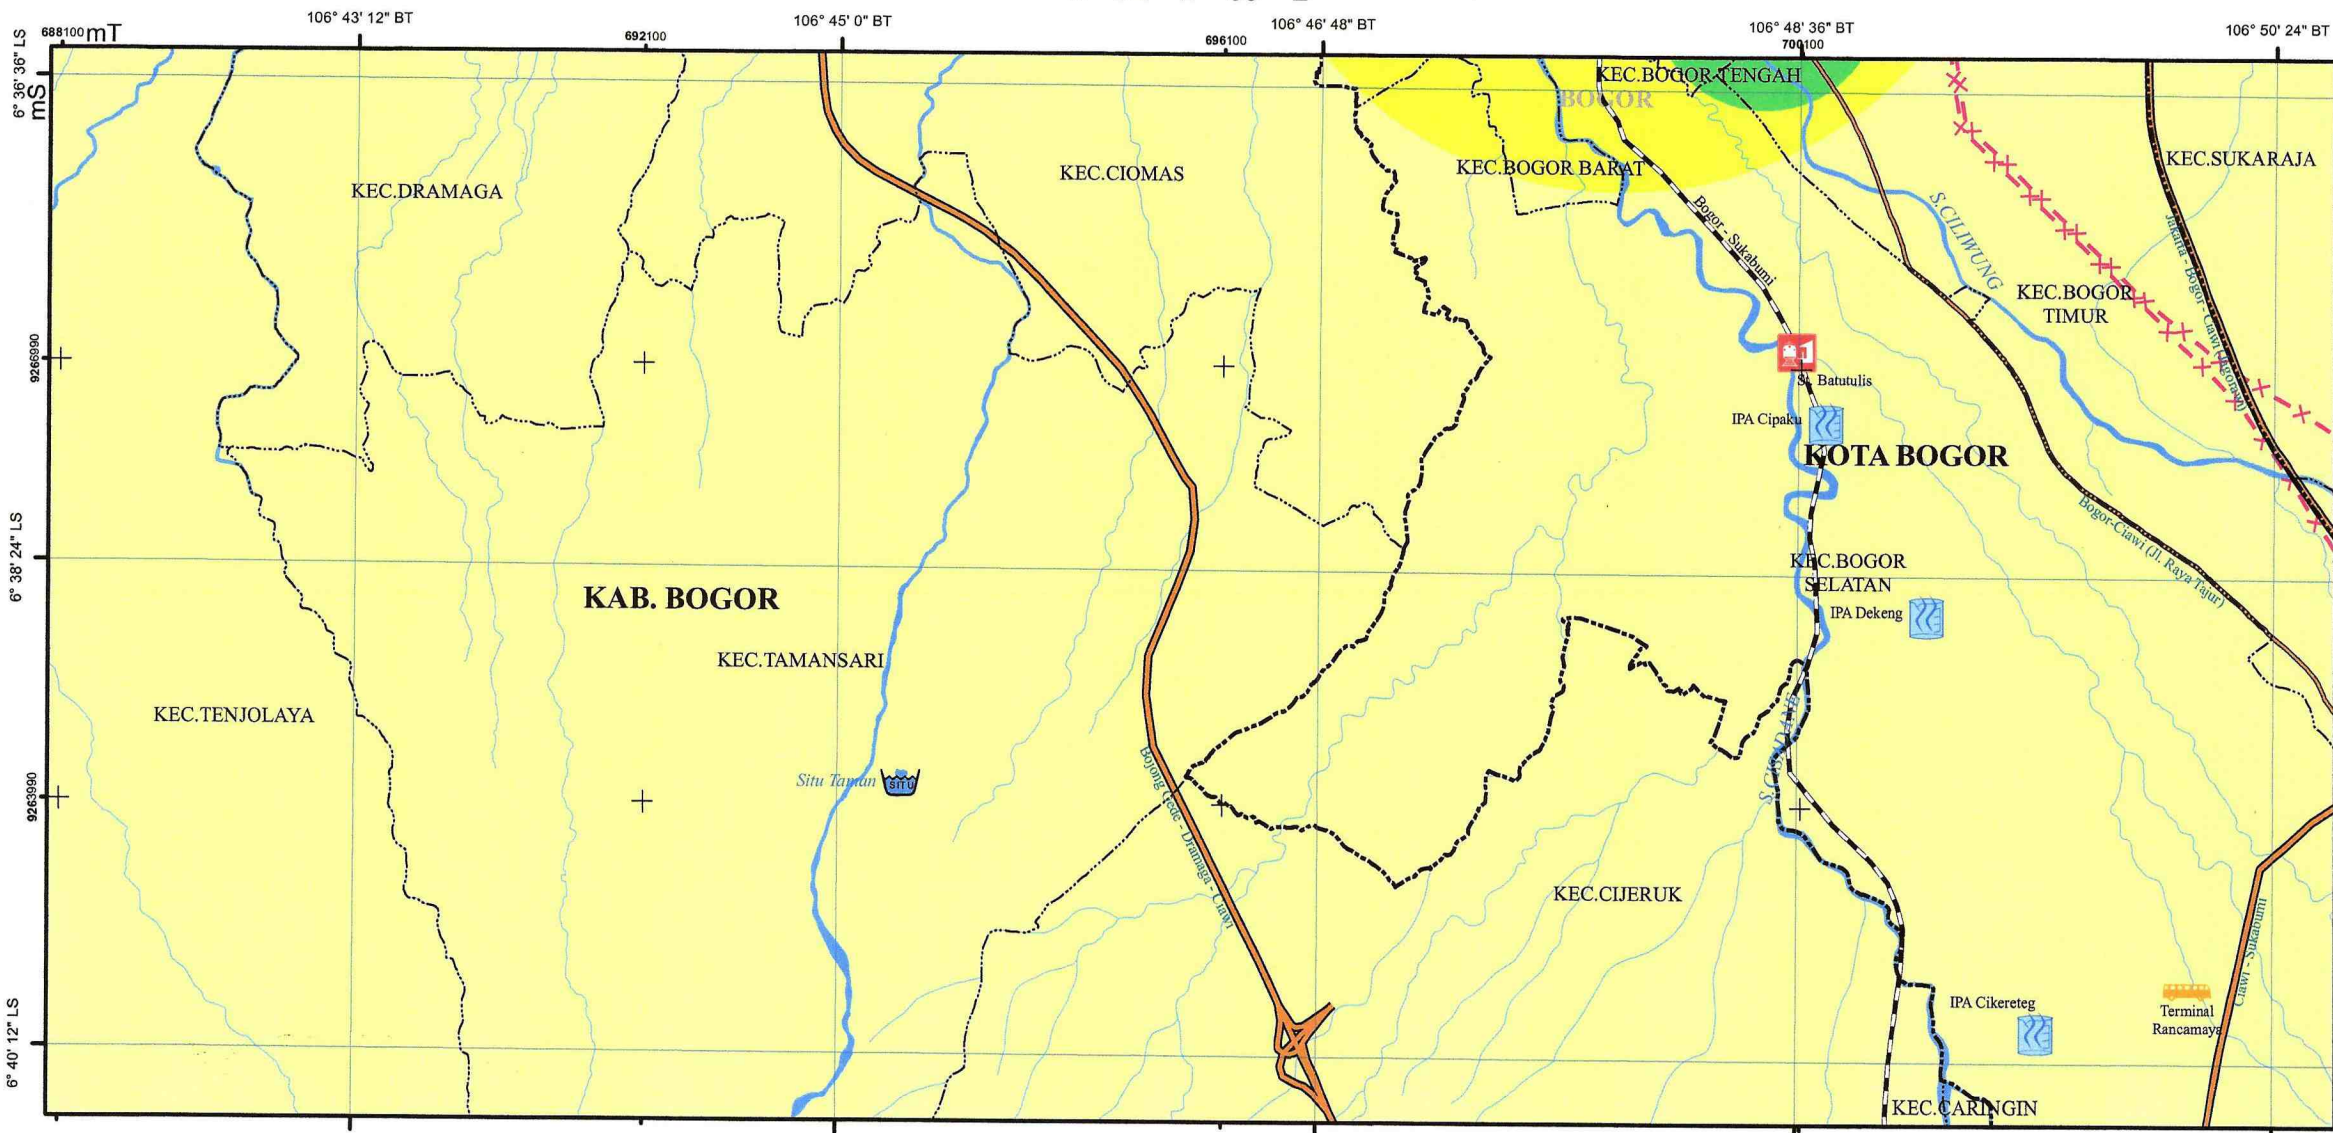 106° 43' 12" BT
106° 45' 0" BT
106° 46' 48" BT
106° 48' 36" BT
106° 50' 24" BT
688100 mT
692100
696100
700100
6° 36' 36" LS
mS
KEC.BOGOR TENGAH
BOGOR
KEC.DRAMAGA
KEC.CIOMAS
KEC.BOGOR BARAT
KEC.SUKARAJA
Bogor - Sukabumi
S.CILIWUNG
Jakarta - Bogor - Ciawi (Jagorawi)
KEC.BOGOR
TIMUR
9266990
St. Batutulis
IPA Cipaku
KOTA BOGOR
Bogor-Ciawi (Jl. Raya Tajur)
6° 38' 24" LS
KEC.BOGOR
SELATAN
KAB. BOGOR
IPA Dekeng
KEC.TAMANSARI
KEC.TENJOLAYA
S.CISADANE
Situ Taman
SITU
9263990
Bojong Gede - Dramaga - Ciawi
KEC.CIJERUK
Ciawi - Sukabumi
IPA Cikereteg
Terminal
Rancamaya
6° 40' 12" LS
KEC.CARINGIN